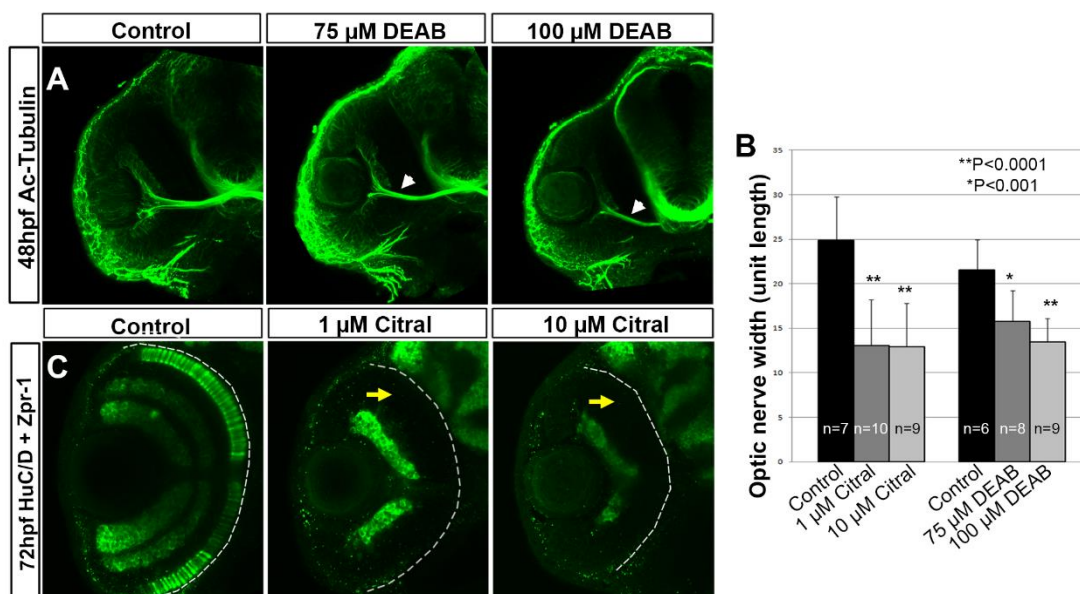 Control
75 µM DEAB
100 µM DEAB
48hpf Ac-Tubulin
A
B
Optic nerve width (unit length)
35
30
25
20
15
10
5
0
**P<0.0001
*P<0.001
**
**
*
**
n=7
n=10
n=9
n=6
n=8
n=9
Control
1 µM Citral
10 µM Citral
Control
75 µM DEAB
100 µM DEAB
Control
1 µM Citral
10 µM Citral
72hpf HuC/D + Zpr-1
C